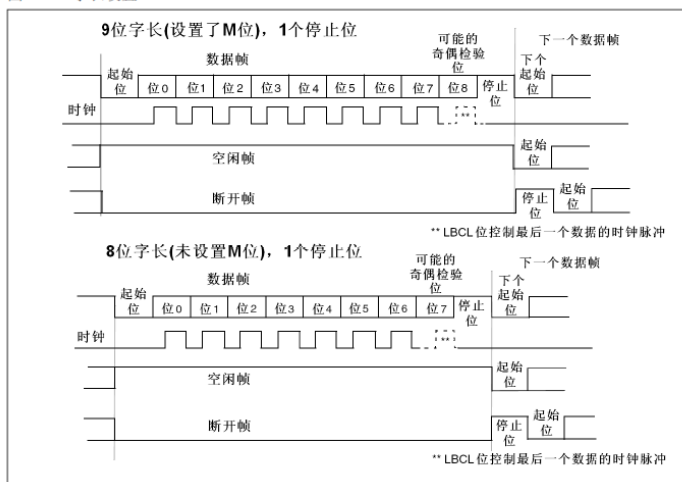 9位字长(设置了M位)，1个停止位
数据帧
可能的
奇偶检验
位
下一个数据帧
起始
位
位0
位1
位2
位3
位4
位5
位6
位7
位8
停止
位
下个
起始
位
时钟
**
空闲帧
起始
位
断开帧
停止
位
起始
位
** LBCL位控制最后一个数据的时钟脉冲
8位字长(未设置M位)，1个停止位
数据帧
可能的
奇偶检验
位
下一个数据帧
起始
位
位0
位1
位2
位3
位4
位5
位6
位7
停止
位
下个
起始
位
时钟
**
空闲帧
起始
位
断开帧
停止
位
起始
位
** LBCL位控制最后一个数据的时钟脉冲